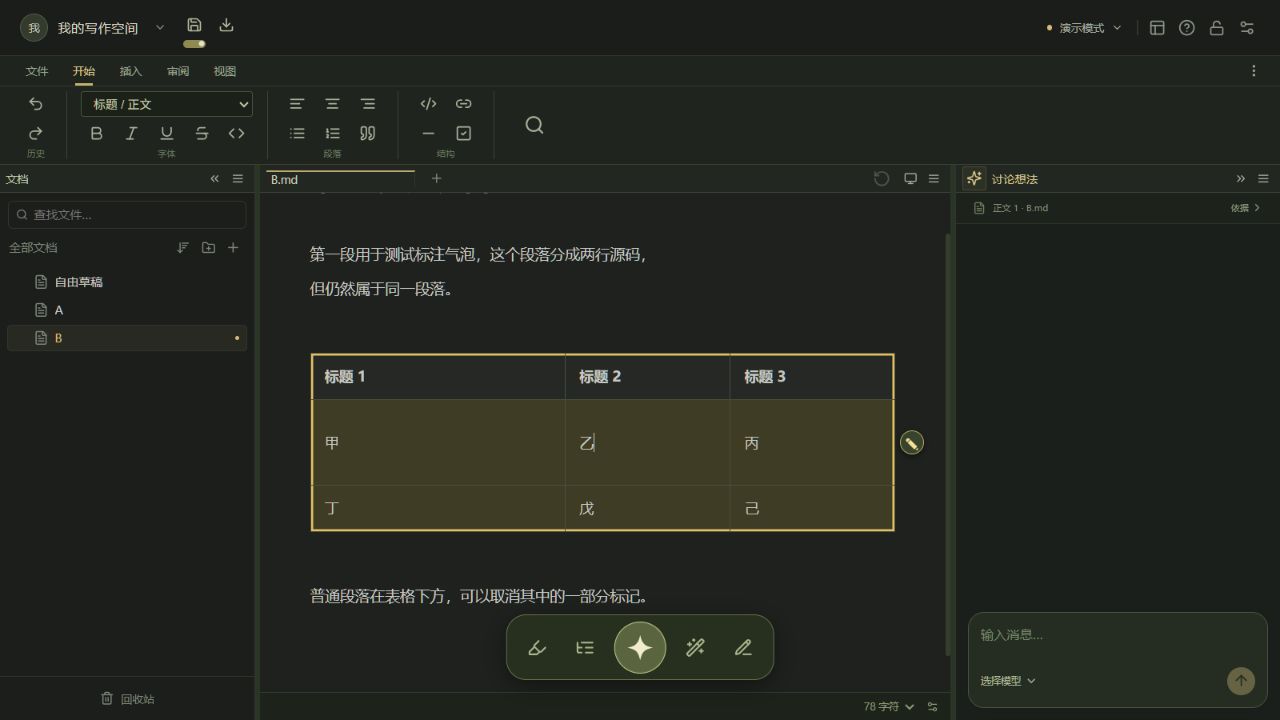 我 我的写作空间
演示模式
文件 开始 插入 审阅 视图
标题 / 正文
历史 字体 段落 结构
文档
B.md
讨论想法
查找文件...
正文 1 · B.md
依据
全部文档
自由草稿
A
B
第一段用于测试标注气泡，这个段落分成两行源码，
但仍然属于同一段落。
标题 1 标题 2 标题 3
甲 乙 丙
丁 戊 己
普通段落在表格下方，可以取消其中的一部分标记。
输入消息...
选择模型
回收站
78 字符